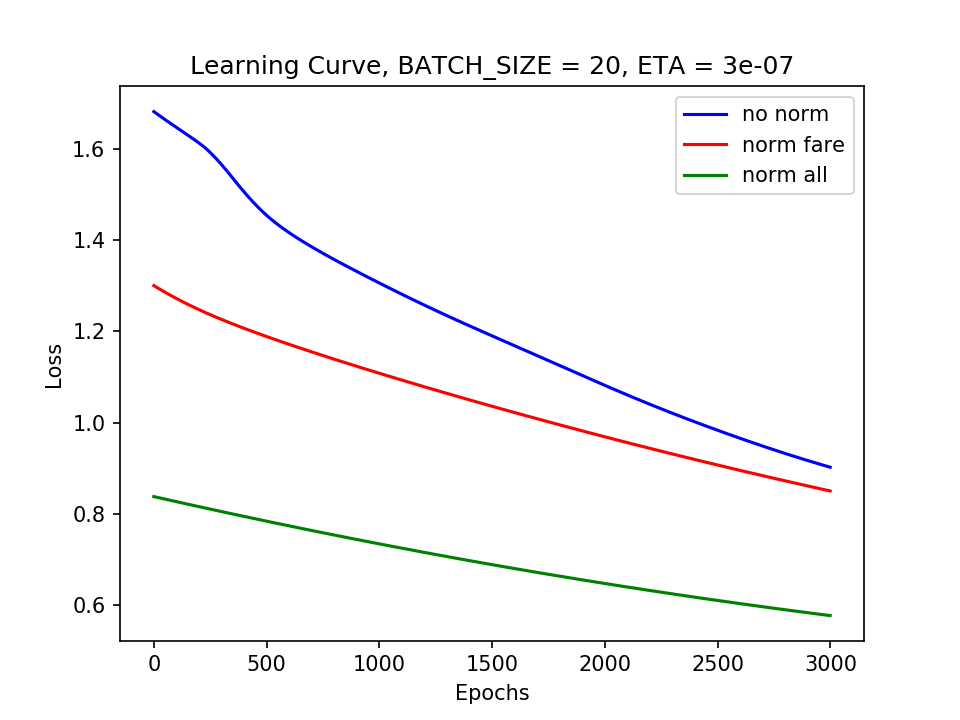 Learning Curve, BATCH_SIZE = 20, ETA = 3e-07
no norm
norm fare
norm all
1.6
1.4
1.2
1.0
0.8
0.6
Loss
0 500 1000 1500 2000 2500 3000
Epochs